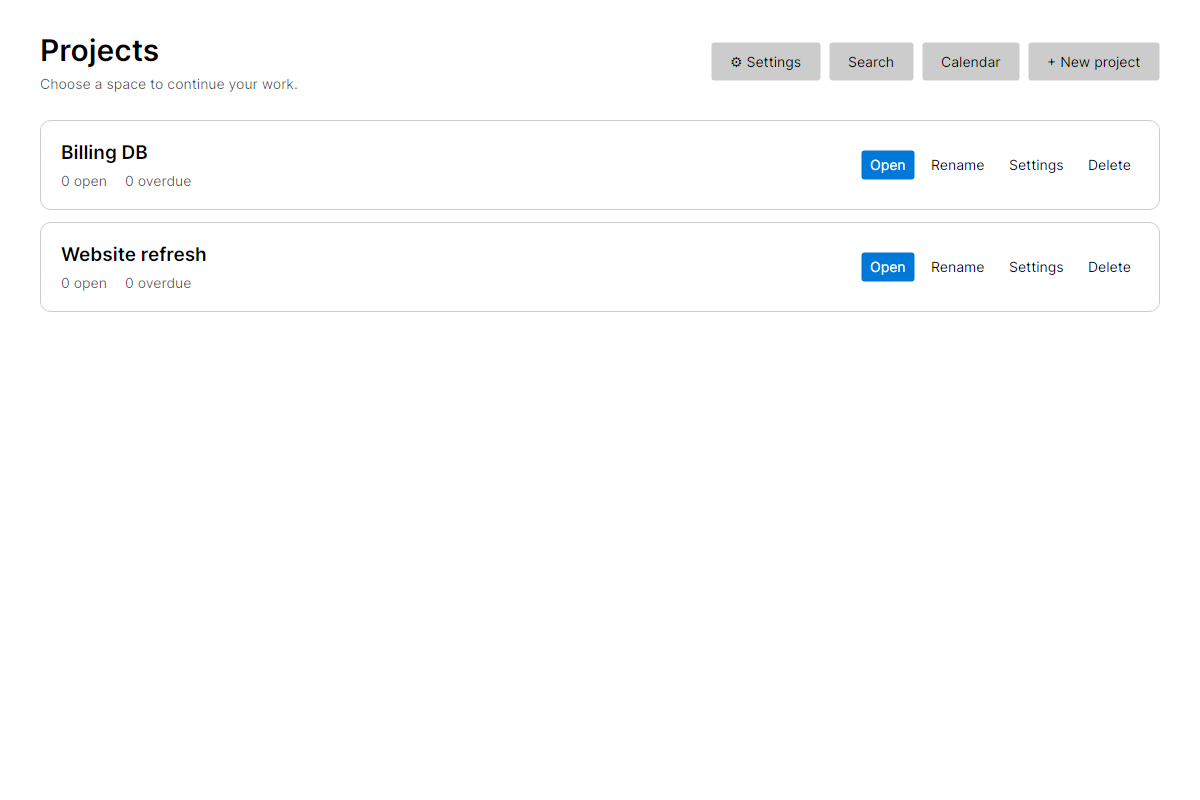 Projects
Choose a space to continue your work.
⚙ Settings
Search
Calendar
+ New project
Billing DB
0 open 0 overdue
Open
Rename
Settings
Delete
Website refresh
0 open 0 overdue
Open
Rename
Settings
Delete